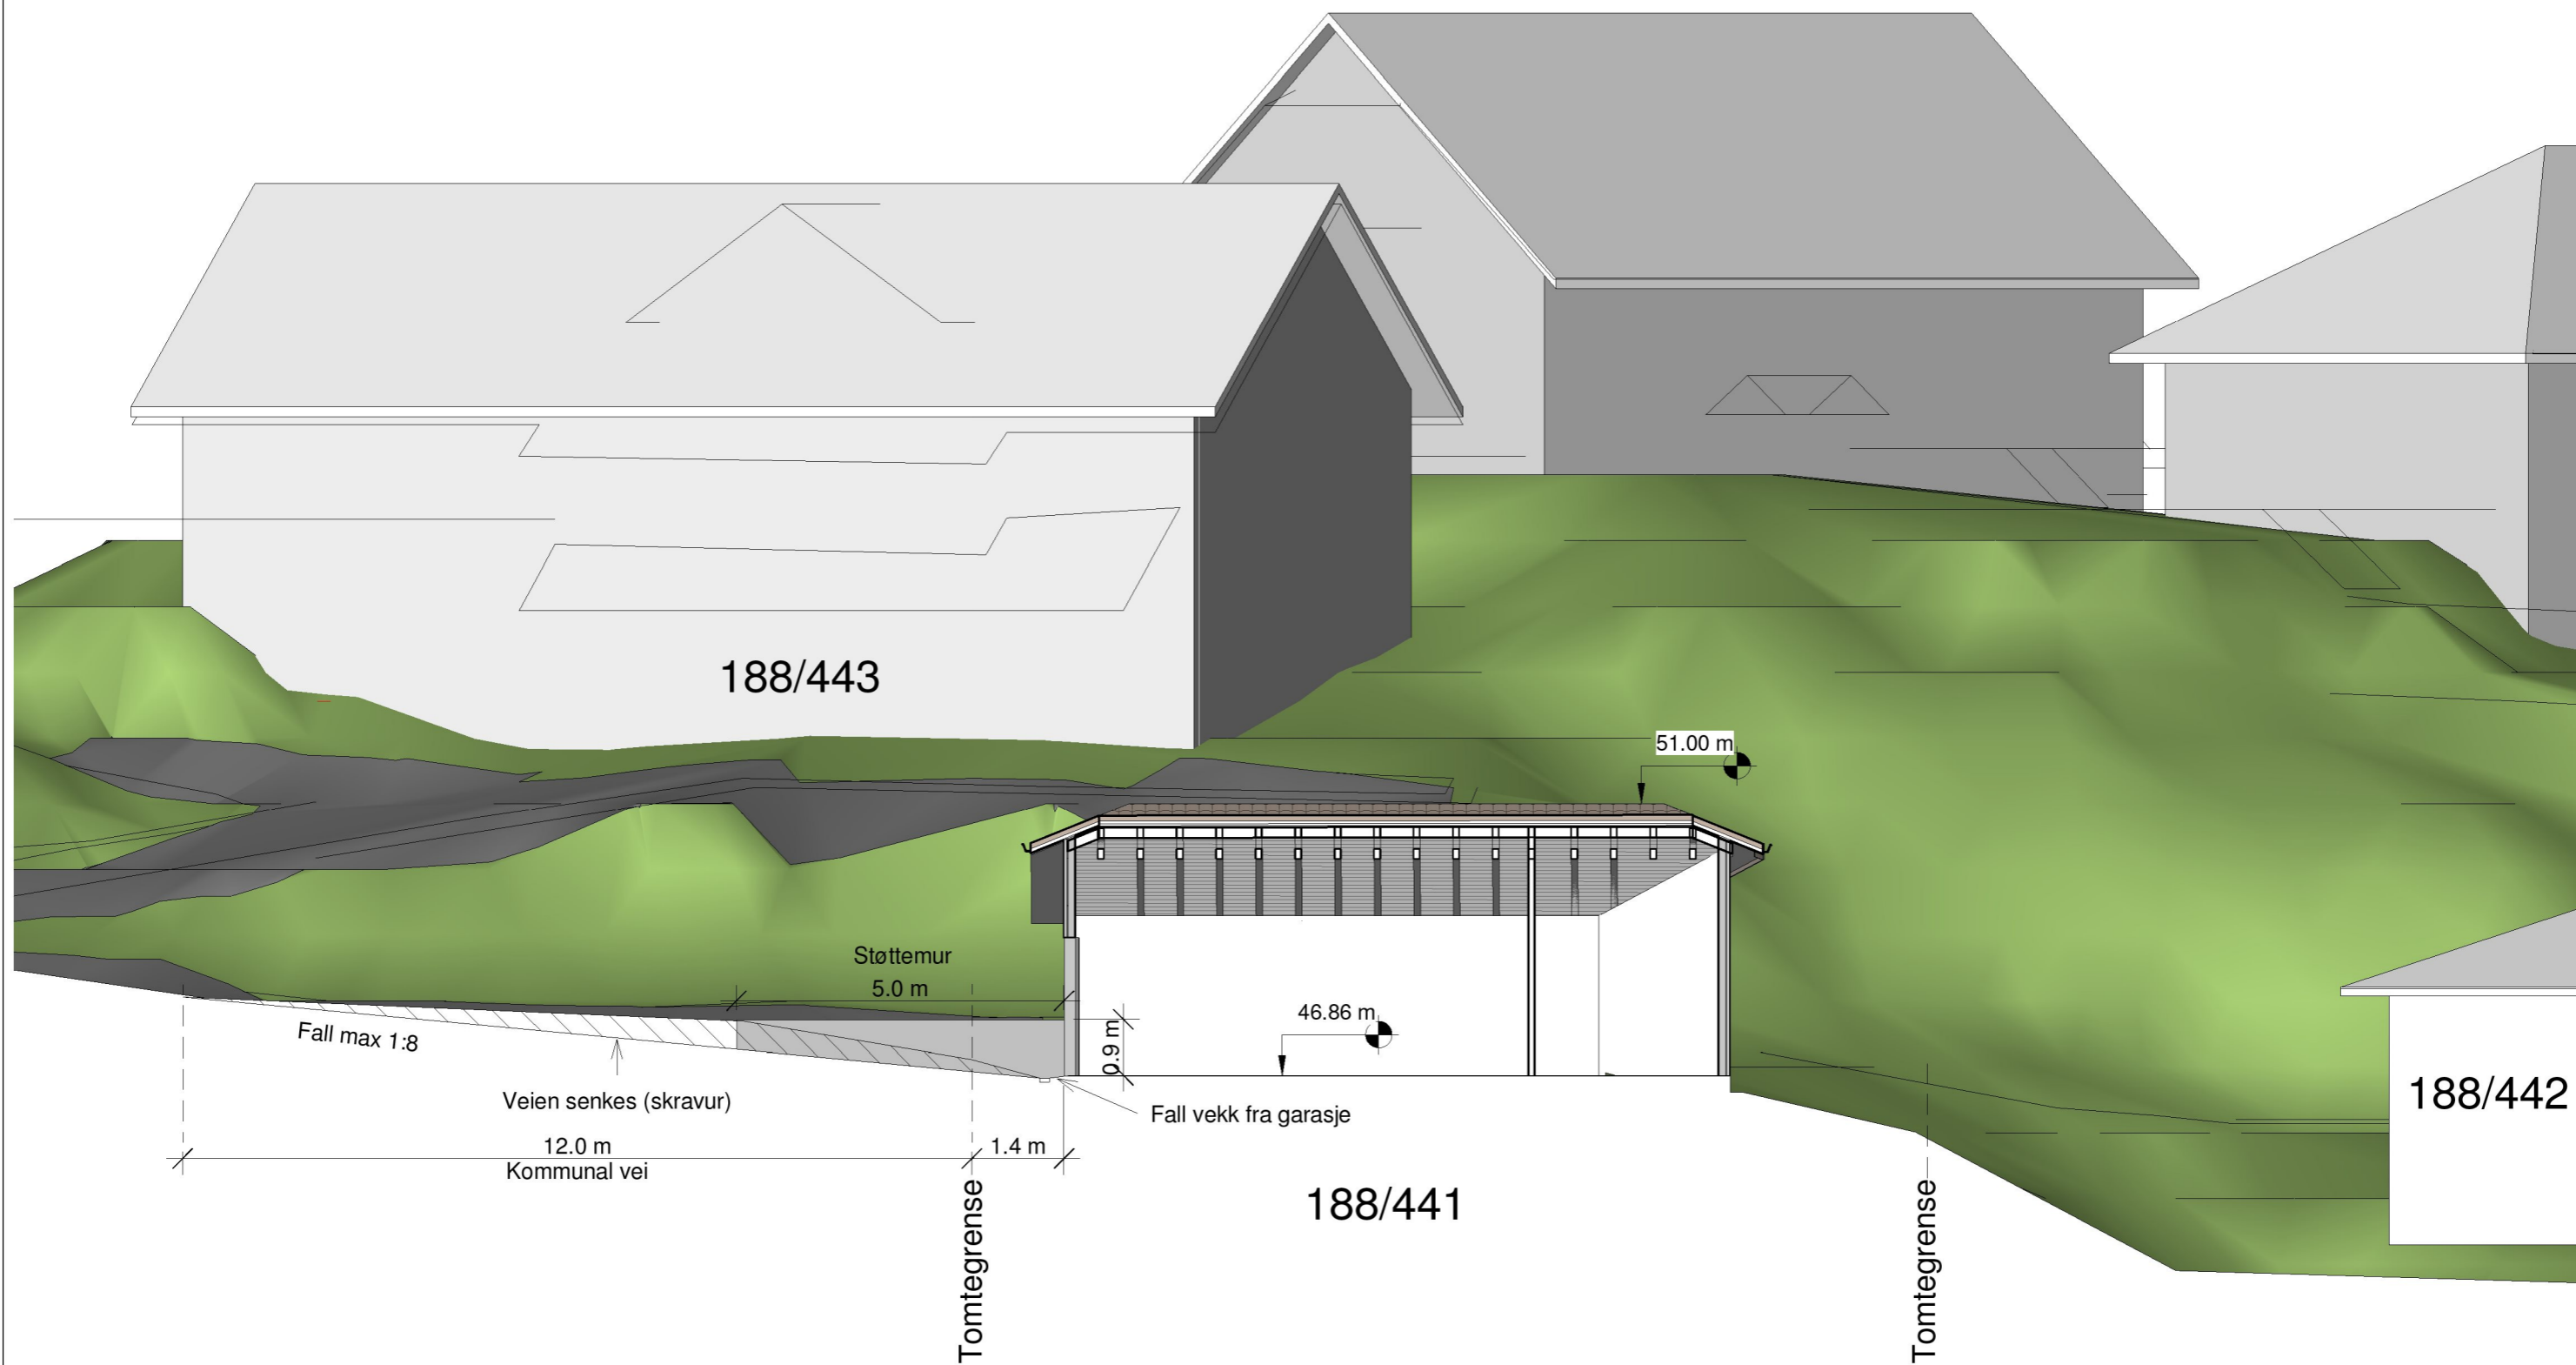 188/443
51.00 m
Støttemur
5.0 m
46.86 m
0.9 m
Fall max 1:8
Veien senkes (skravur)
Fall vekk fra garasje
12.0 m
1.4 m
Kommunal vei
188/442
188/441
Tomtegrense
Tomtegrense